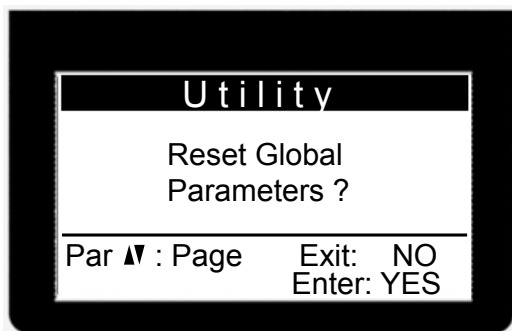 Utility
Reset Global
Parameters ?
Par ▲▼ : Page Exit: NO
Enter: YES